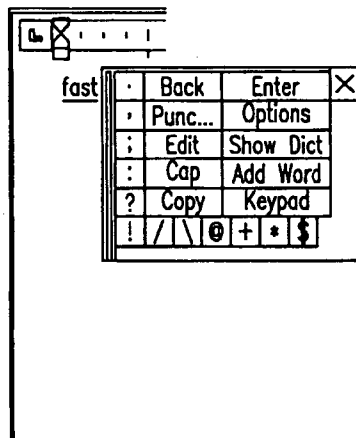 fast
. Back Enter X
, Punc... Options
; Edit Show Dict
: Cap Add Word
? Copy Keypad
! / \ @ + * $